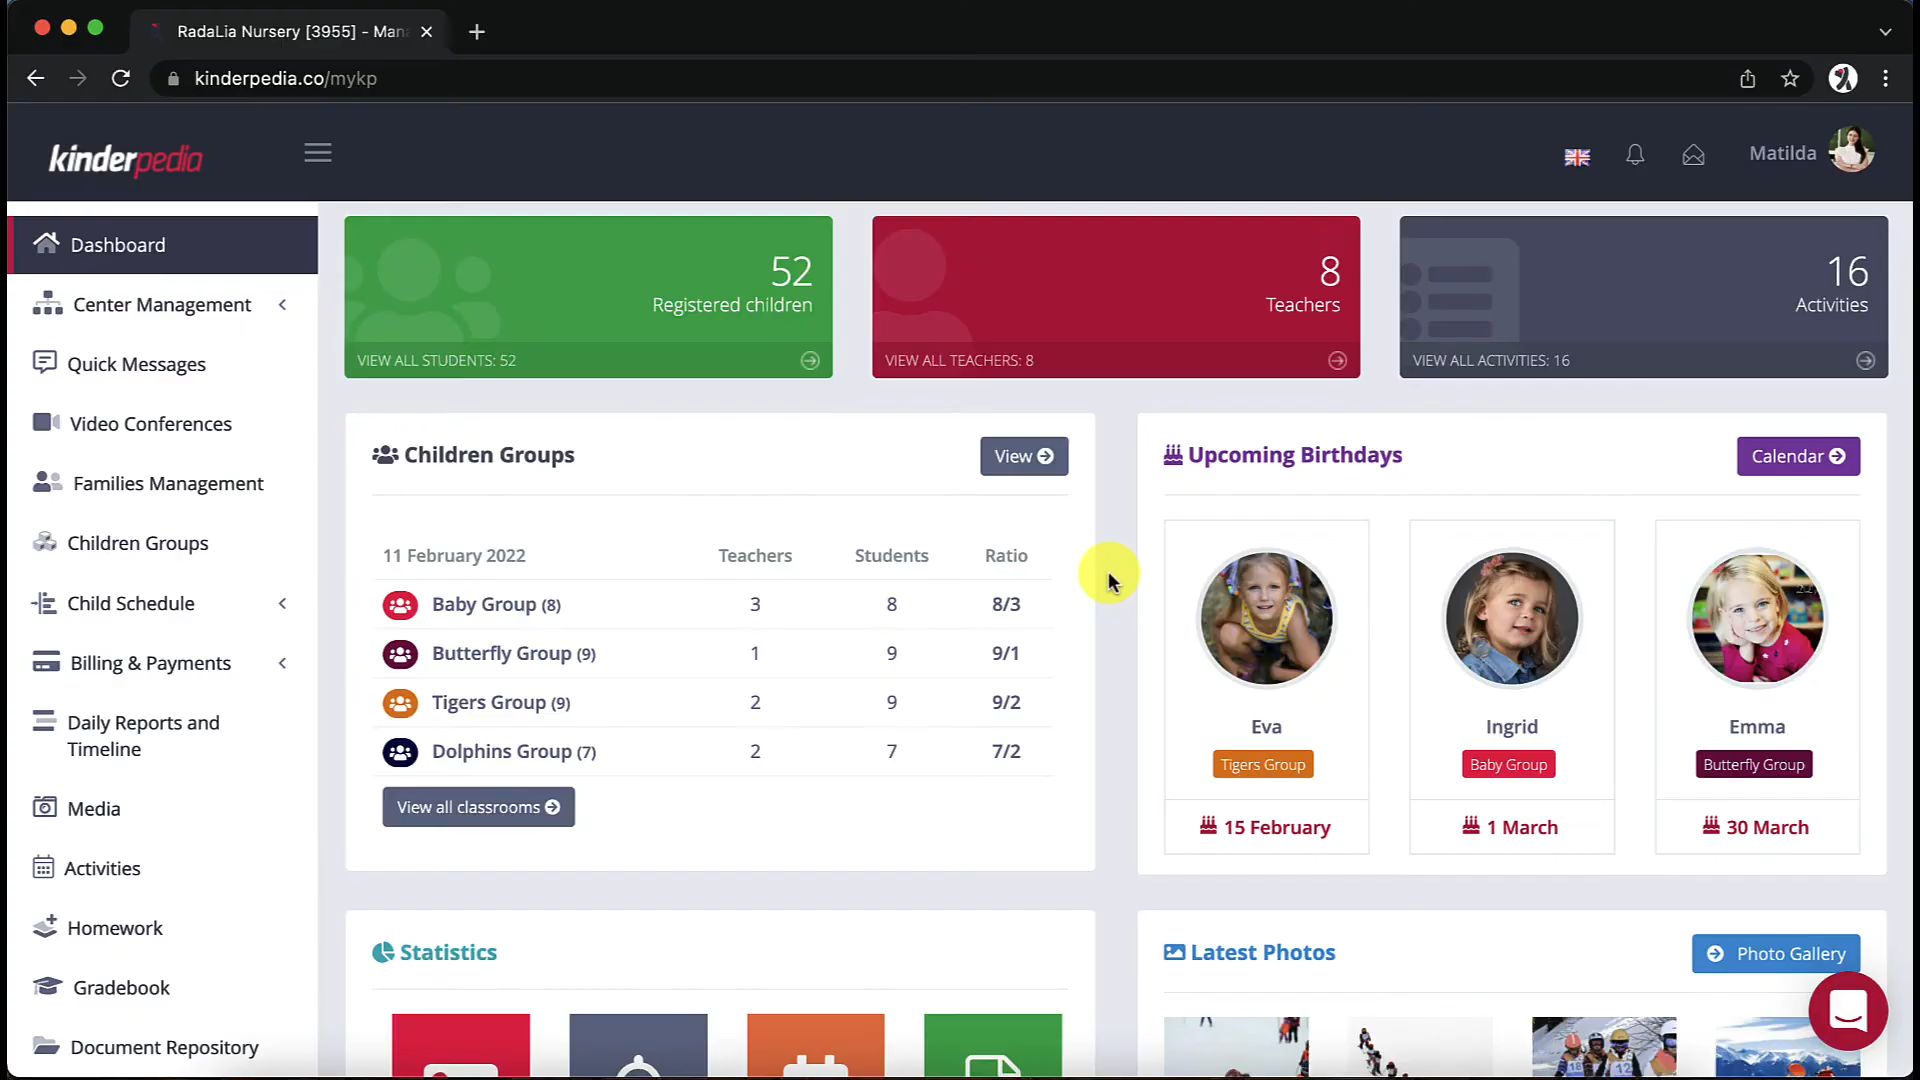 RadaLia Nursery [3955] - Mana
kinderpedia.co/mykp
kinderpedia
Matilda
Dashboard
Center Management
Quick Messages
Video Conferences
Families Management
Children Groups
Child Schedule
Billing & Payments
Daily Reports and
Timeline
Media
Activities
Homework
Gradebook
Document Repository
52
Registered children
VIEW ALL STUDENTS: 52
8
Teachers
VIEW ALL TEACHERS: 8
16
Activities
VIEW ALL ACTIVITIES: 16
Children Groups
View
11 February 2022 Teachers Students Ratio
Baby Group (8) 3 8 8/3
Butterfly Group (9) 1 9 9/1
Tigers Group (9) 2 9 9/2
Dolphins Group (7) 2 7 7/2
View all classrooms
Upcoming Birthdays
Calendar
Eva
Tigers Group
15 February
Ingrid
Baby Group
1 March
Emma
Butterfly Group
30 March
Statistics
Latest Photos
Photo Gallery